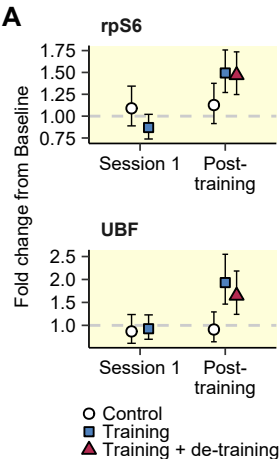 A
rpS6
Fold change from Baseline
1.75
1.50
1.25
1.00
0.75
Session 1
Post-
training
UBF
2.5
2.0
1.5
1.0
Session 1
Post-
training
Control
Training
Training + de-training